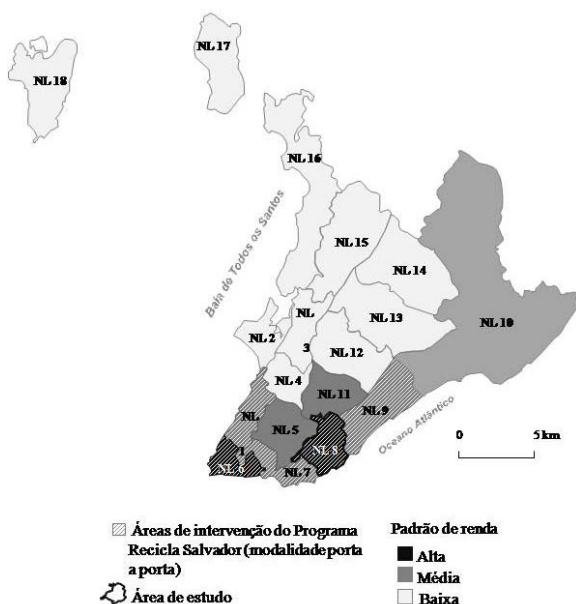 NL 17
NL 18
NL 16
Baía de Todos os Santos
NL 15
NL 14
NL
NL 2
NL 13
NL 10
3
NL 12
NL 4
NL 11
NL
NL 9
NL 5
Oceano Atlântico
1
NL 8
NL 6
NL 7
0 5 km
Áreas de intervenção do Programa
Recicla Salvador (modalidade porta
a porta)
Área de estudo
Padrão de renda
Alta
Média
Baixa